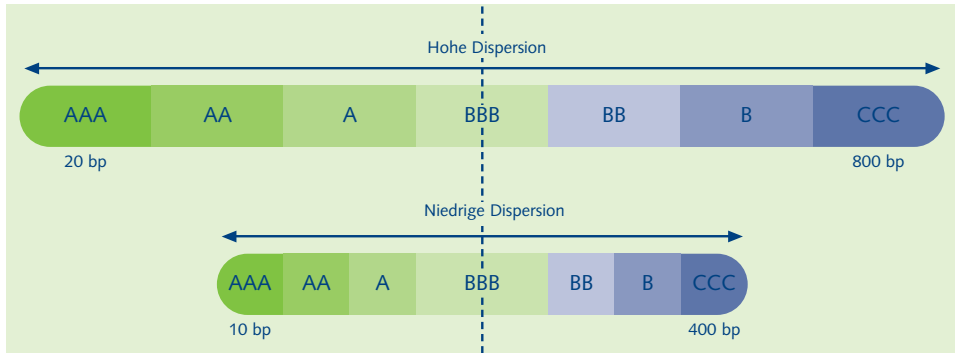 Hohe Dispersion
AAA AA A BBB BB B CCC
20 bp 800 bp
Niedrige Dispersion
AAA AA A BBB BB B CCC
10 bp 400 bp